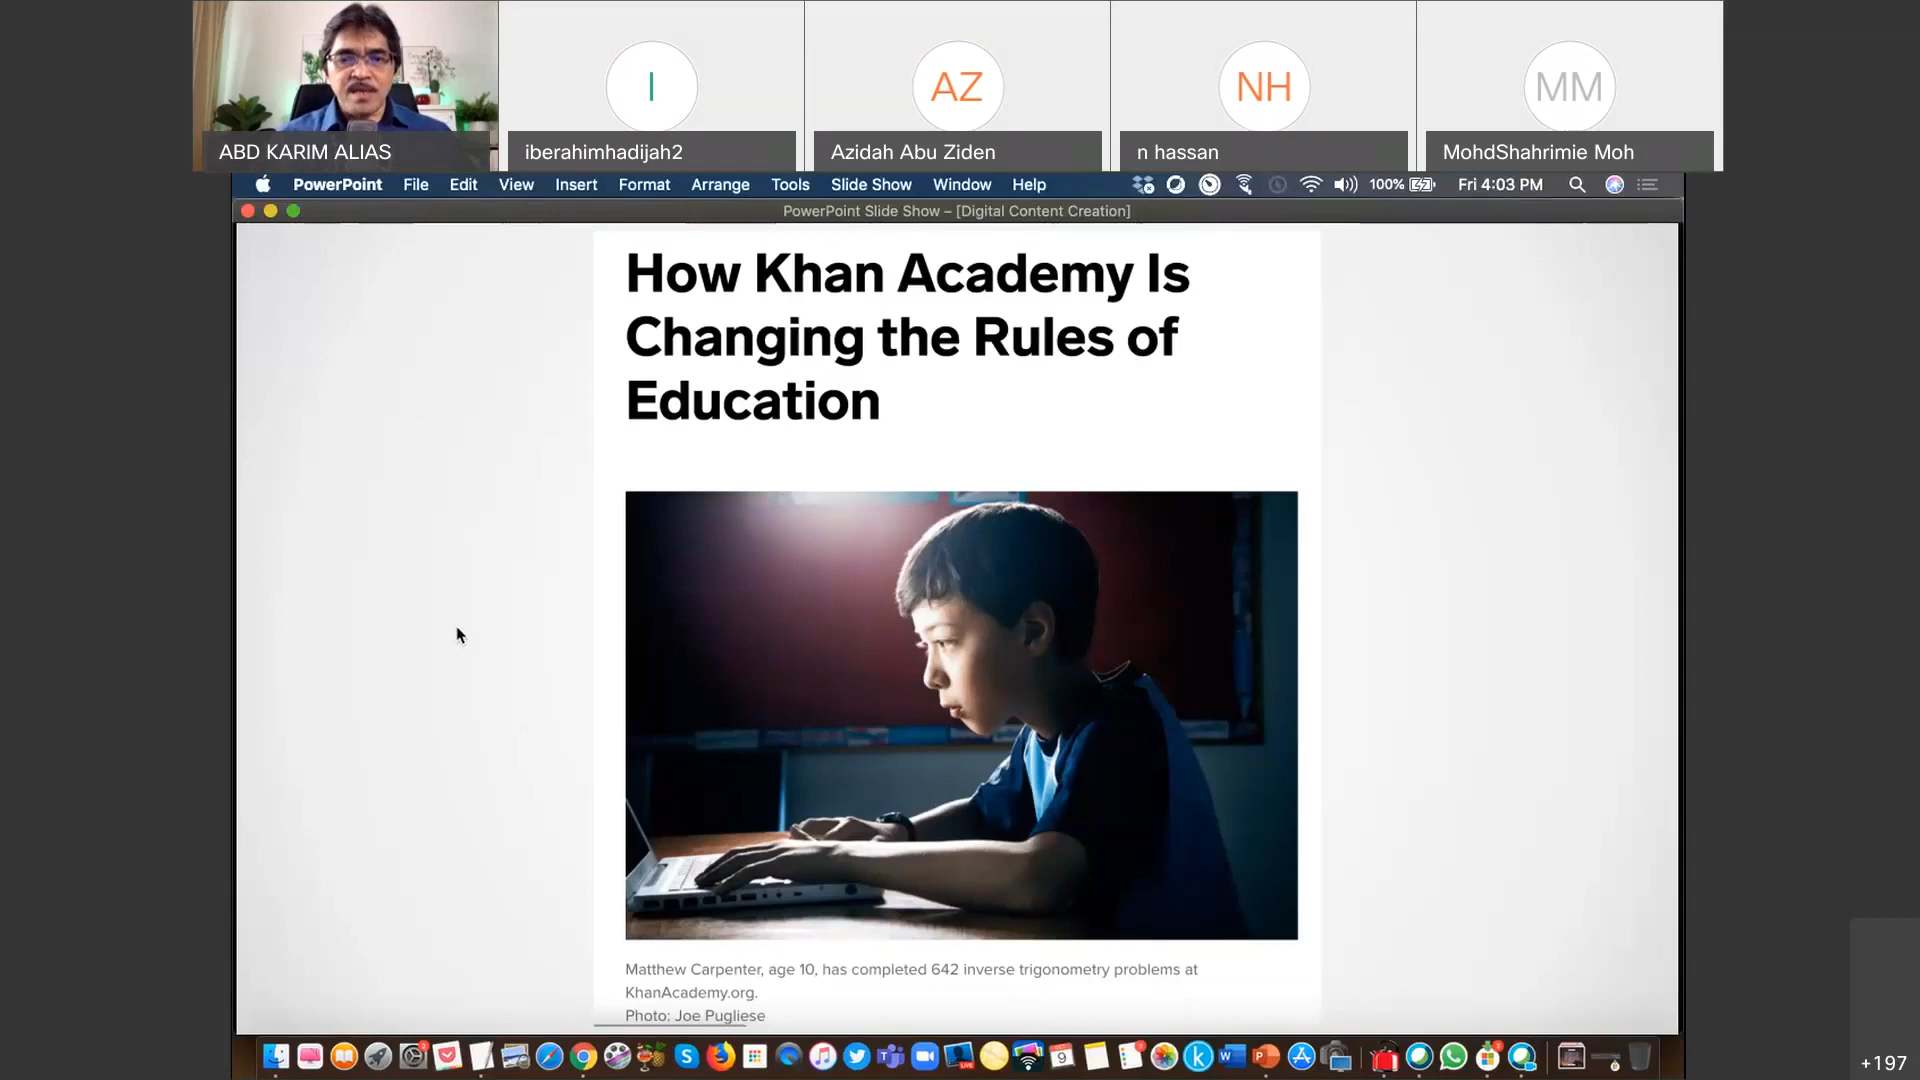 I
AZ
NH
MM
ABD KARIM ALIAS
iberahimhadijah2
Azidah Abu Ziden
n hassan
MohdShahrimie Moh
PowerPoint File Edit View Insert Format Arrange Tools Slide Show Window Help 100% Fri 4:03 PM
PowerPoint Slide Show – [Digital Content Creation]
How Khan Academy Is
Changing the Rules of
Education
Matthew Carpenter, age 10, has completed 642 inverse trigonometry problems at
KhanAcademy.org.
Photo: Joe Pugliese
+197